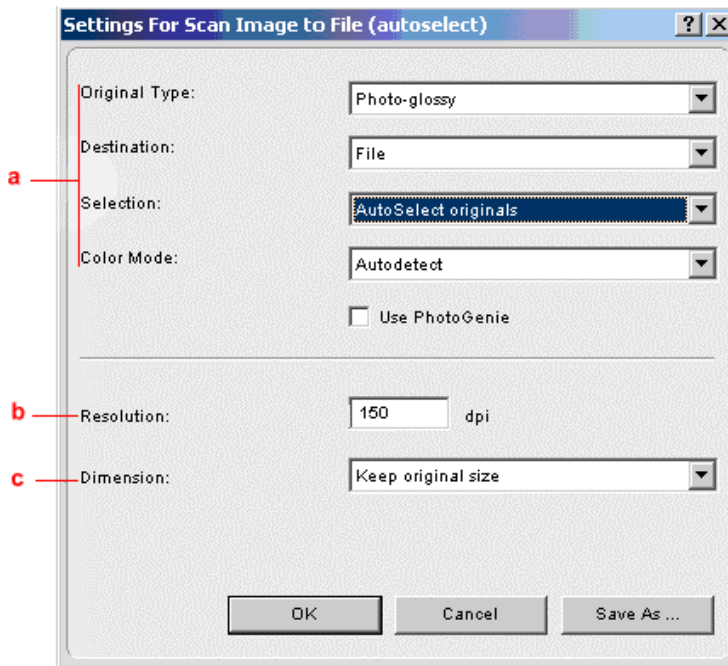 Settings For Scan Image to File (autoselect)
Original Type: Photo-glossy
Destination: File
a
Selection: AutoSelect originals
Color Mode: Autodetect
Use PhotoGenie
b Resolution: 150 dpi
c Dimension: Keep original size
OK Cancel Save As ...